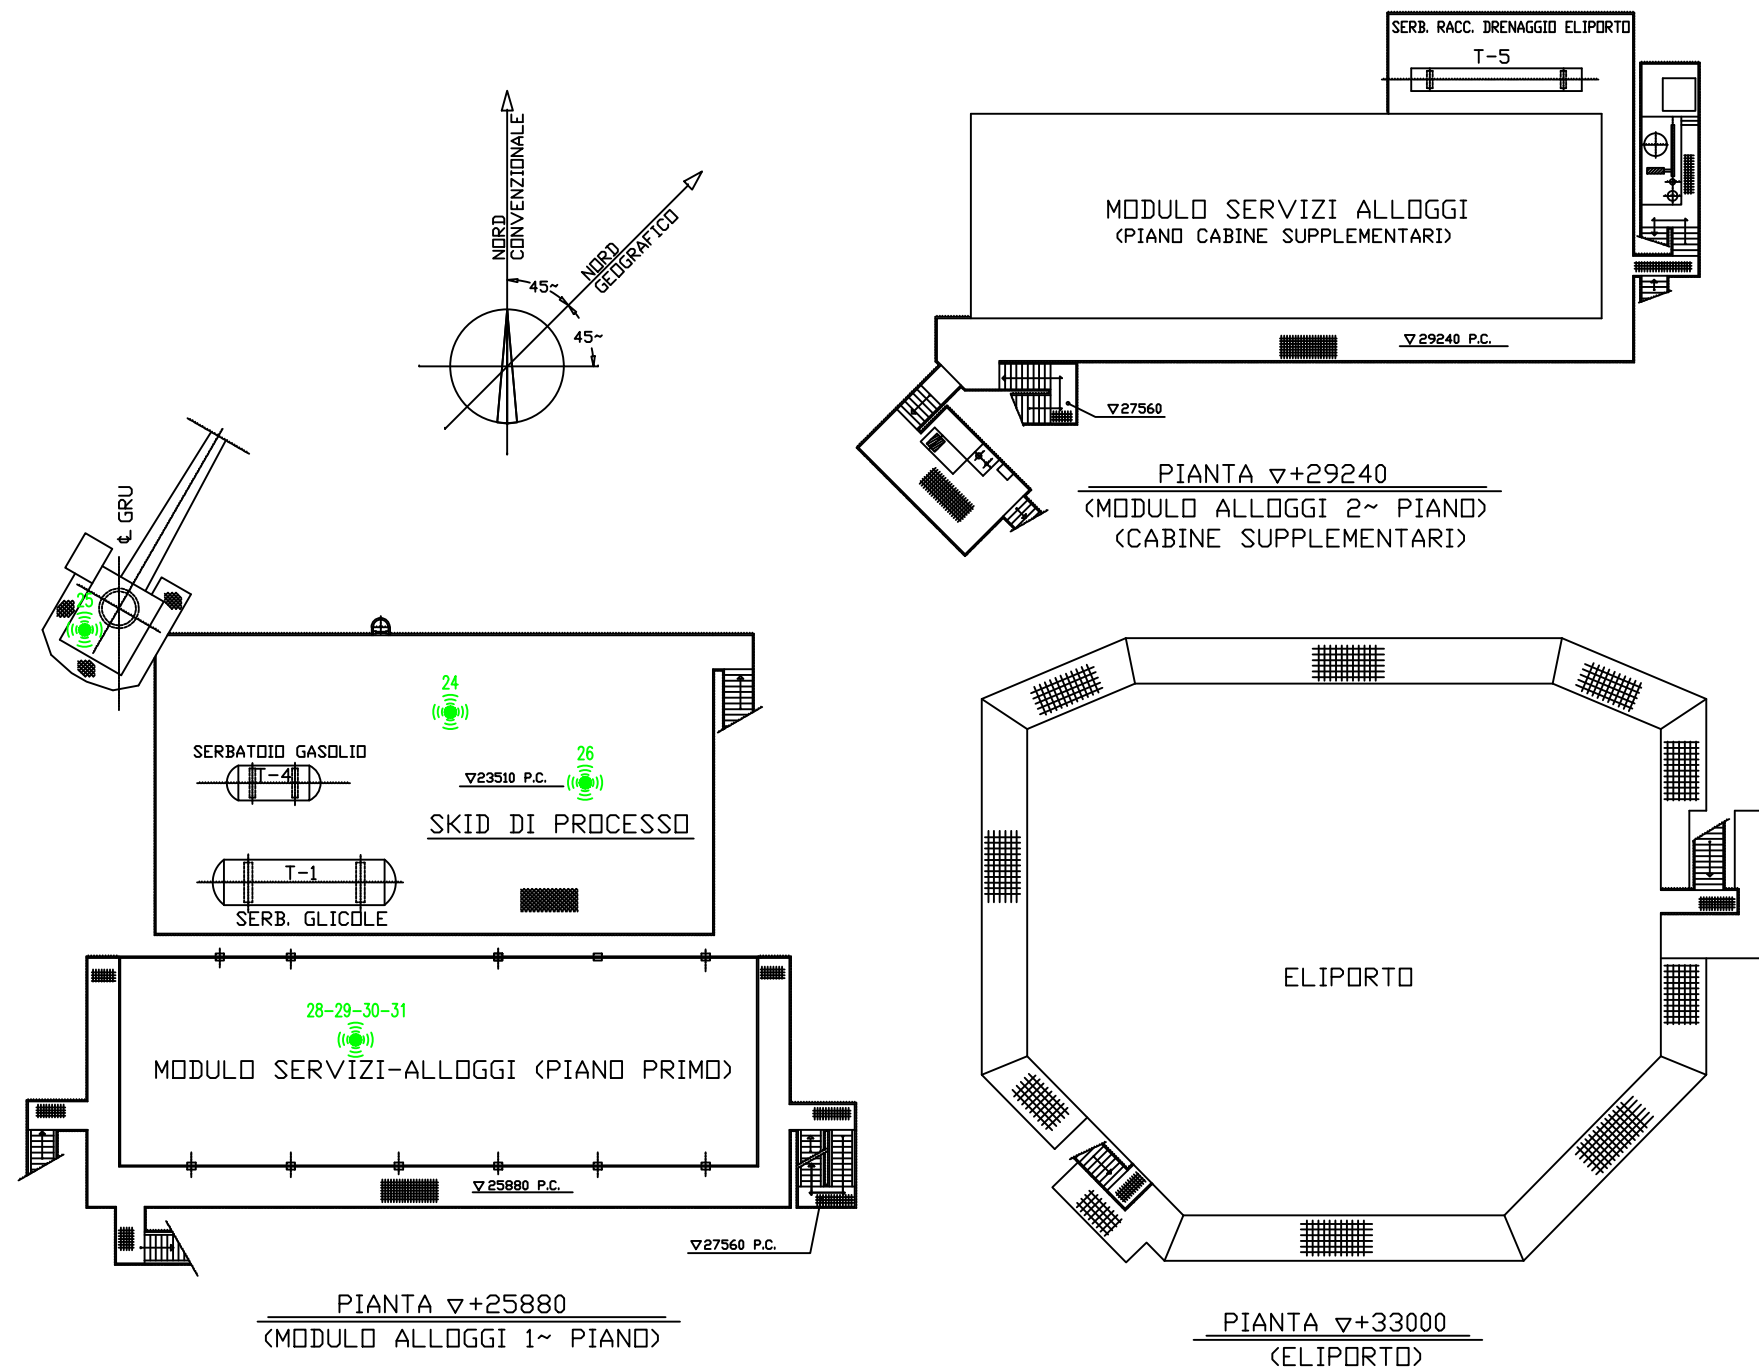 SERB. RACC. DRENAGGIO ELIPORTO
T-5
MODULO SERVIZI ALLOGGI
(PIANO CABINE SUPPLEMENTARI)
▽29240 P.C.
▽27560
PIANTA ▽+29240
(MODULO ALLOGGI 2~ PIANO)
(CABINE SUPPLEMENTARI)
NORD
CONVENZIONALE
NORD
GEOGRAFICO
45~
45~
℄ GRU
25
24
26
SERBATOIO GASOLIO
T-4
▽23510 P.C.
SKID DI PROCESSO
T-1
SERB. GLICOLE
28-29-30-31
MODULO SERVIZI-ALLOGGI (PIANO PRIMO)
▽25880 P.C.
▽27560 P.C.
PIANTA ▽+25880
(MODULO ALLOGGI 1~ PIANO)
ELIPORTO
PIANTA ▽+33000
(ELIPORTO)